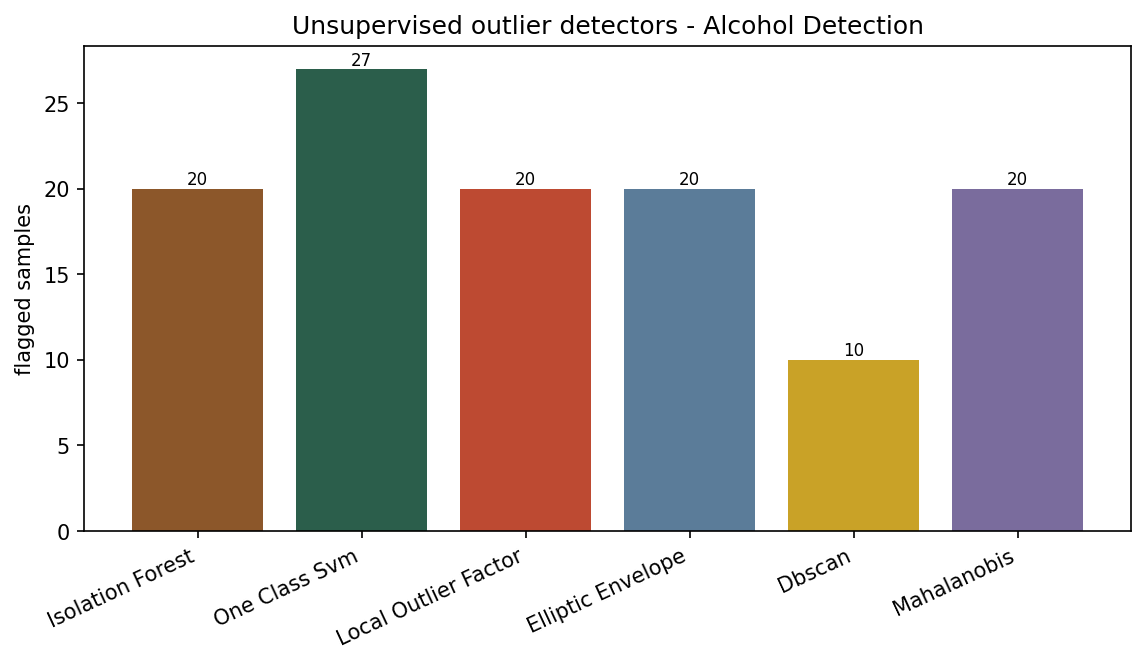 Unsupervised outlier detectors - Alcohol Detection
flagged samples
25
20
15
10
5
0
20
27
20
20
10
20
Isolation Forest
One Class Svm
Local Outlier Factor
Elliptic Envelope
Dbscan
Mahalanobis